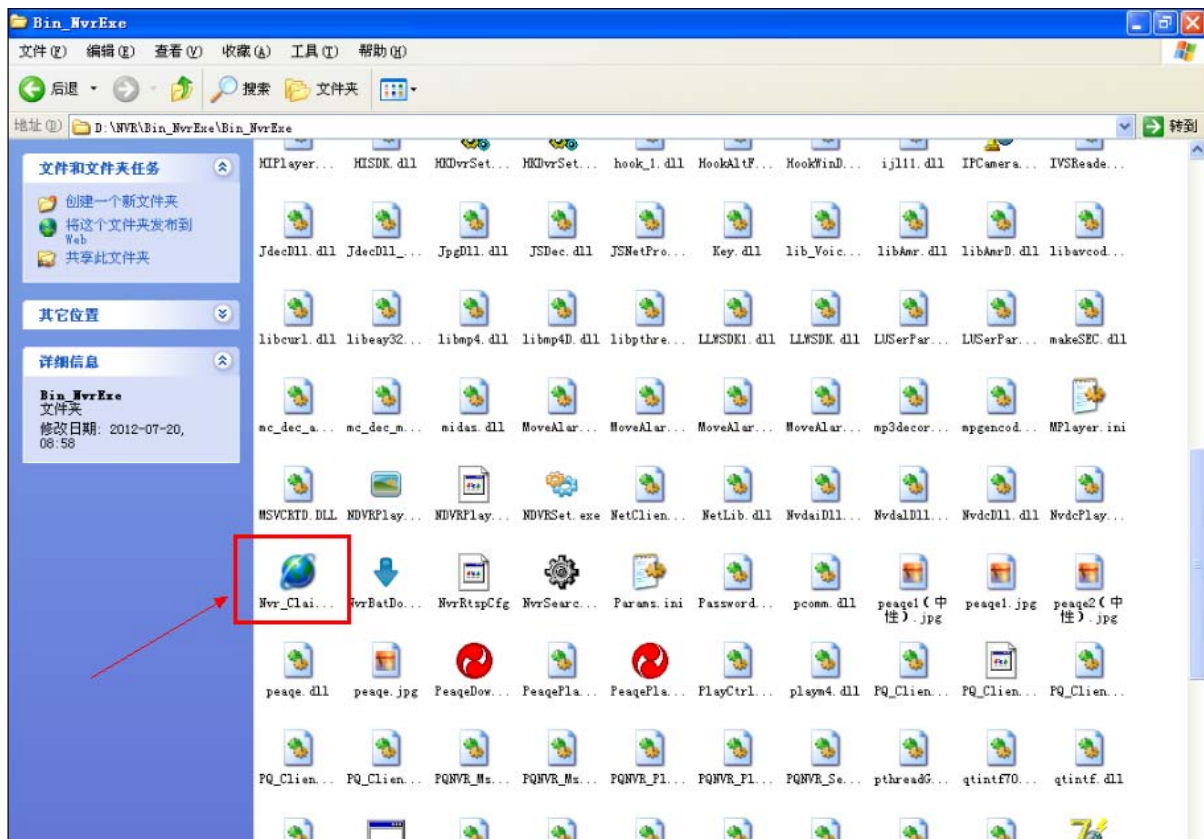 Bin_NvrExe
文件(F) 编辑(E) 查看(V) 收藏(A) 工具(T) 帮助(H)
后退 搜索 文件夹
地址(D) D:\NVR\Bin_NvrExe\Bin_NvrExe 转到
文件和文件夹任务
创建一个新文件夹
将这个文件夹发布到
Web
共享此文件夹
其它位置
详细信息
Bin_NvrExe
文件夹
修改日期: 2012-07-20,
08:58
HIPlayer... HISDK.dll HKDvrSet... HKDvrSet... hook_1.dll HookAltF... HookWinD... ijl11.dll IPCamera... IVSReade...
JdecDll.dll JdecDll_... JpgDll.dll JSDec.dll JSNetPro... Key.dll lib_Voic... libAmr.dll libAmrD.dll libavcod...
libcurl.dll libeay32... libmp4.dll libmp4D.dll libpthre... LLWSDK1.dll LLWSDK.dll LUSerPar... LUSerPar... makeSEC.dll
mc_dec_a... mc_dec_m... midas.dll MoveAlar... MoveAlar... MoveAlar... MoveAlar... mp3decor... mpgencod... MPlayer.ini
MSVCRTD.DLL NDVRPlay... NDVRPlay... NDVRSet.exe NetClien... NetLib.dll NvdaiDll... NvdalDll... NvdcDll.dll NvdcPlay...
Nvr_Clai... NvrBatDo... NvrRtspCfg NvrSearc... Params.ini Password... pcomm.dll peaqe1(中 peaqe1.jpg peaqe2(中
性).jpg 性).jpg
peaqe.dll peaqe.jpg PeaqeDow... PeaqePla... PeaqePla... PlayCtrl... playm4.dll PQ_Clien... PQ_Clien... PQ_Clien...
PQ_Clien... PQ_Clien... PQNVR_Ms... PQNVR_Ms... PQNVR_Pl... PQNVR_Pl... PQNVR_Se... pthreadG... qtintf70... qtintf.dll